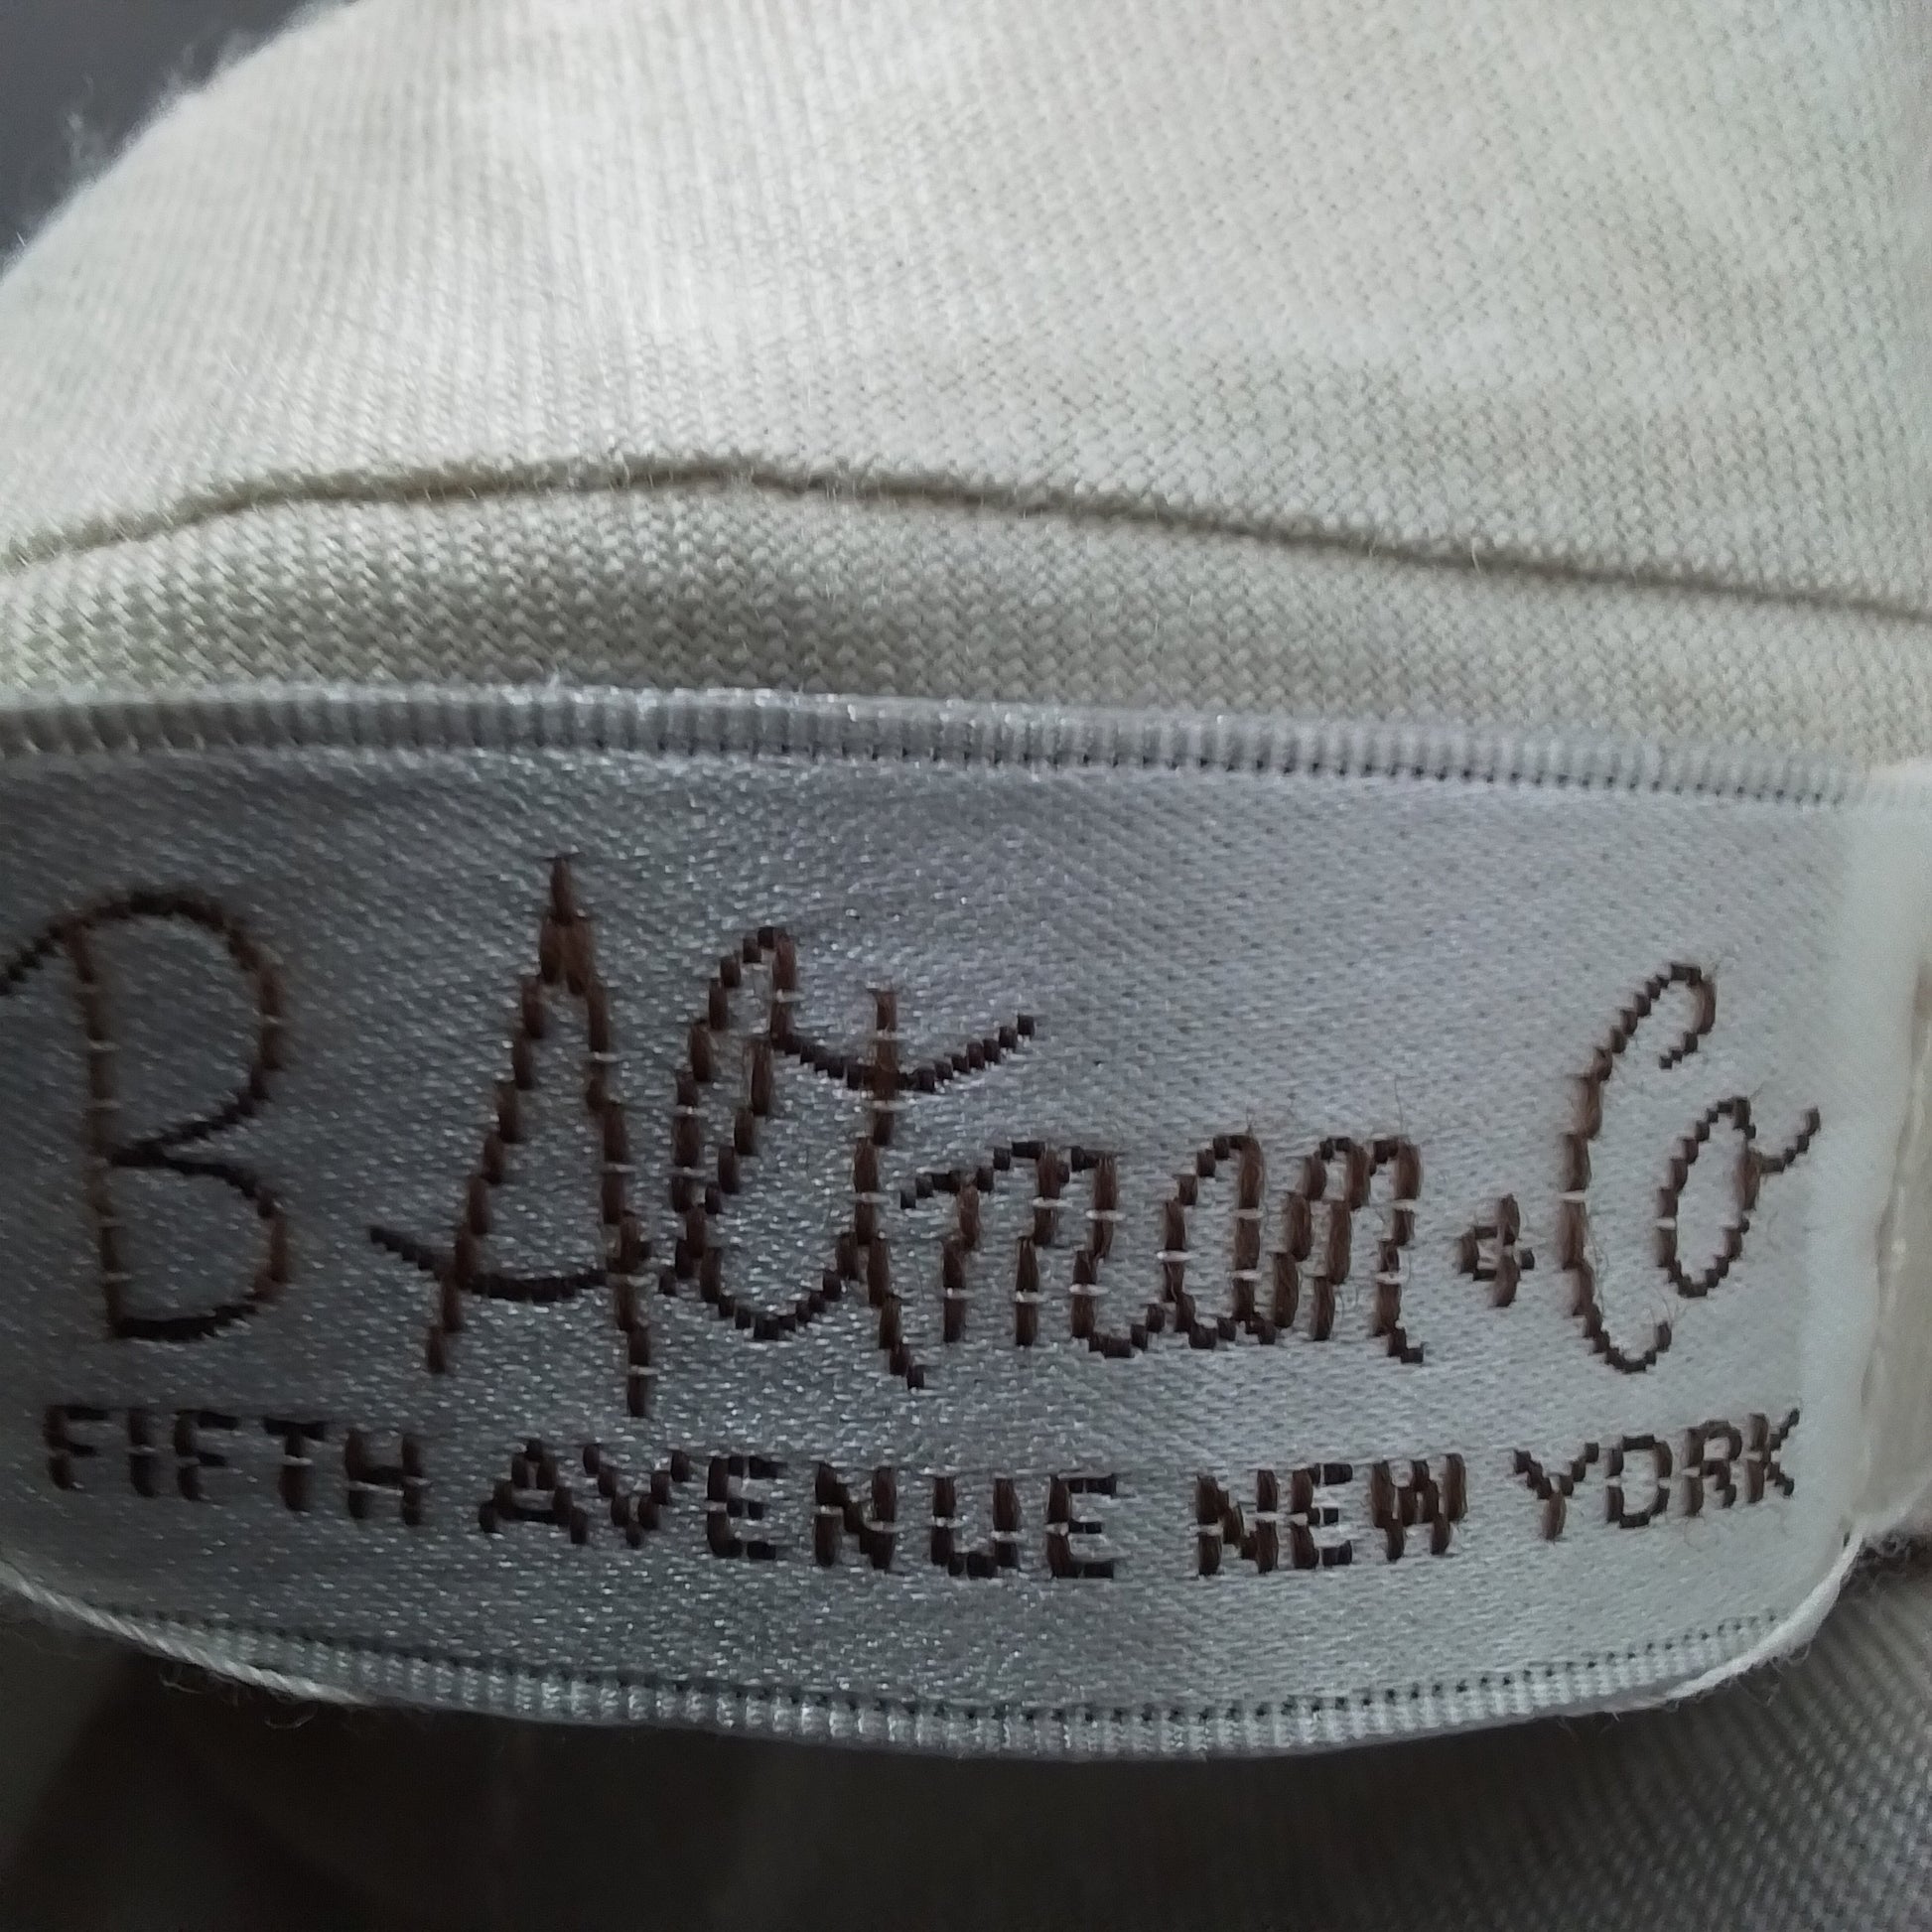 B Altman & Co
FIFTH AVENUE NEW YORK